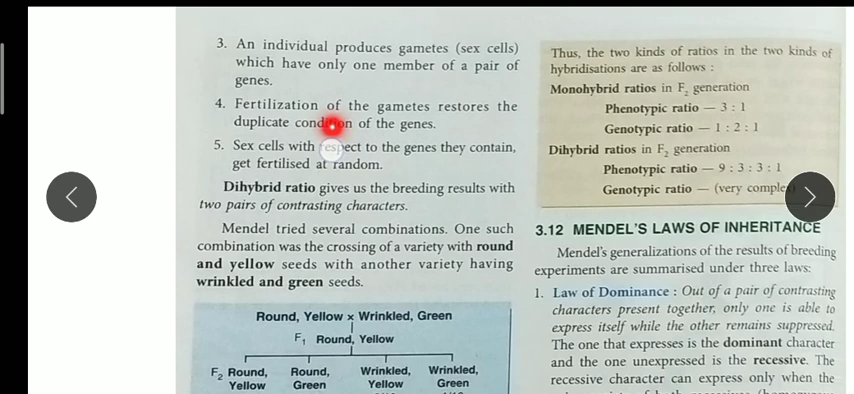 3. An individual produces gametes (sex cells)
which have only one member of a pair of
genes.
4. Fertilization of the gametes restores the
duplicate condition of the genes.
5. Sex cells with respect to the genes they contain,
get fertilised at random.
Dihybrid ratio gives us the breeding results with
two pairs of contrasting characters.
Mendel tried several combinations. One such
combination was the crossing of a variety with round
and yellow seeds with another variety having
wrinkled and green seeds.
Round, Yellow × Wrinkled, Green
F₁ Round, Yellow
F₂ Round, Round, Wrinkled, Wrinkled,
Yellow Green Yellow Green
Thus, the two kinds of ratios in the two kinds of
hybridisations are as follows :
Monohybrid ratios in F₂ generation
Phenotypic ratio — 3 : 1
Genotypic ratio — 1 : 2 : 1
Dihybrid ratios in F₂ generation
Phenotypic ratio — 9 : 3 : 3 : 1
Genotypic ratio — (very
3.12 MENDEL'S LAWS OF INHERITANCE
Mendel's generalizations of the results of breeding
experiments are summarised under three laws:
1. Law of Dominance : Out of a pair of contrasting
characters present together, only one is able to
express itself while the other remains suppressed.
The one that expresses is the dominant character
and the one unexpressed is the recessive. The
recessive character can express only when the